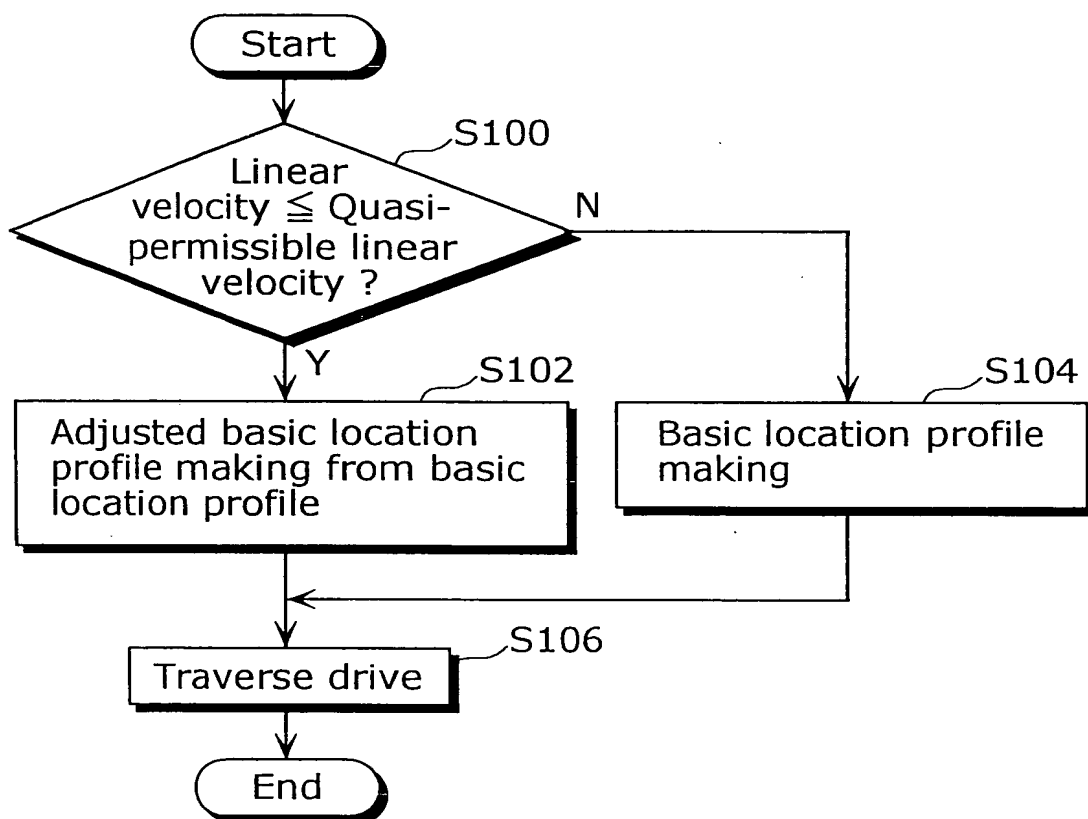 Start
S100
Linear
velocity ≦ Quasi-
permissible linear
velocity ?
N
Y
S102
Adjusted basic location
profile making from basic
location profile
S104
Basic location profile
making
S106
Traverse drive
End